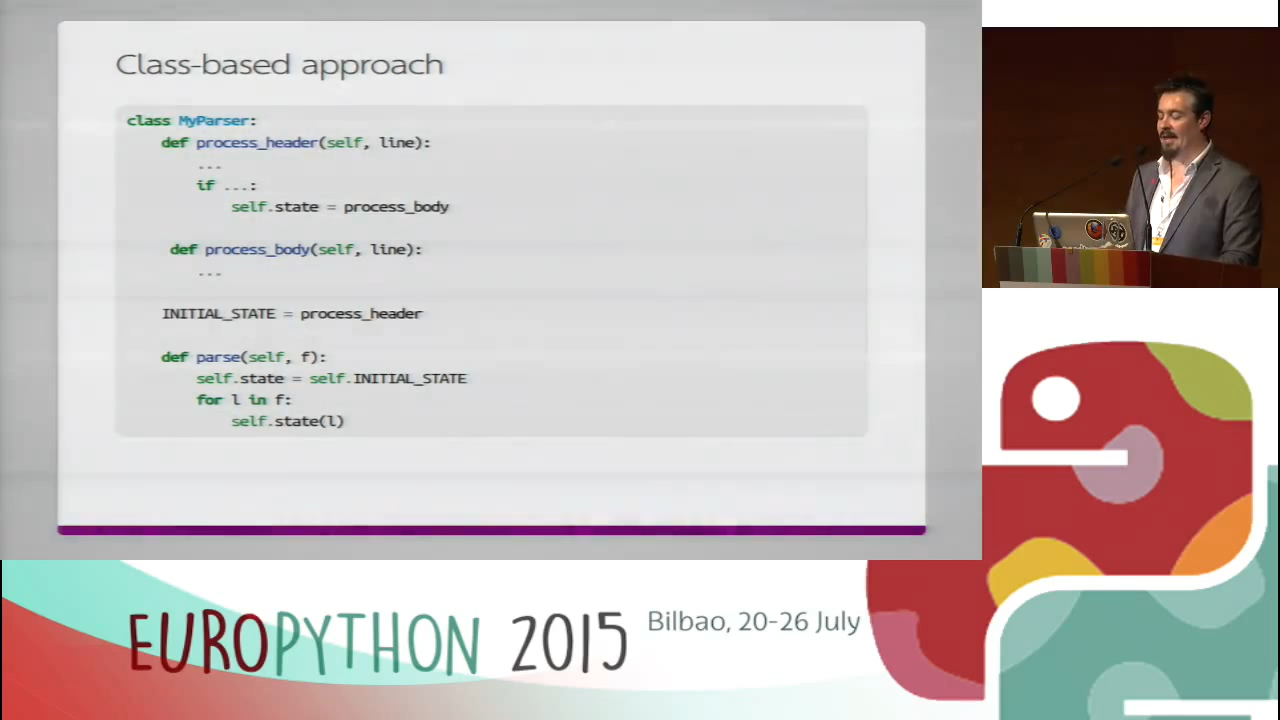 Class-based approach
class MyParser:
def process_header(self, line):
...
if ...:
self.state = process_body
def process_body(self, line):
...
INITIAL_STATE = process_header
def parse(self, f):
self.state = self.INITIAL_STATE
for l in f:
self.state(l)
EUROPYTHON 2015
Bilbao, 20-26 July